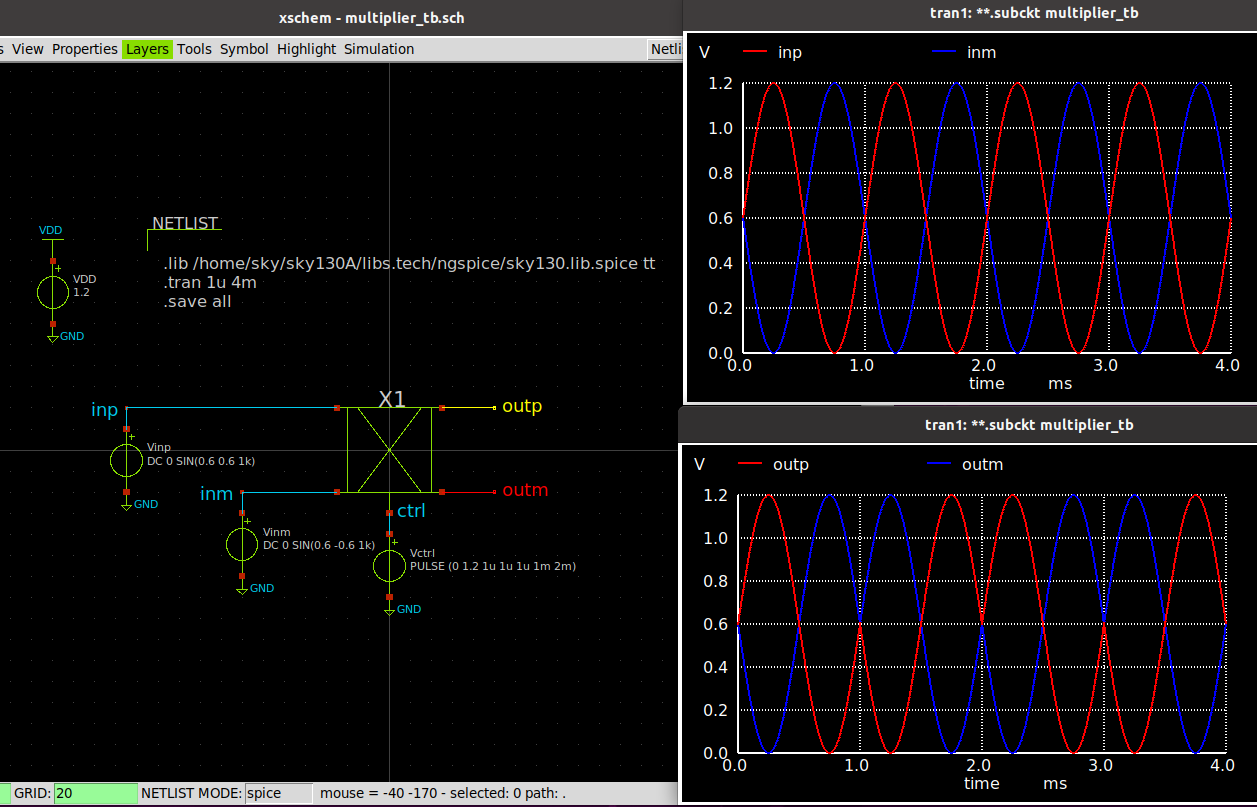 xschem - multiplier_tb.sch
s View Properties Layers Tools Symbol Highlight Simulation Netli
VDD
VDD
1.2
GND
NETLIST
.lib /home/sky/sky130A/libs.tech/ngspice/sky130.lib.spice tt
.tran 1u 4m
.save all
X1
inp
outp
Vinp
DC 0 SIN(0.6 0.6 1k)
GND
inm
outm
ctrl
Vinm
DC 0 SIN(0.6 -0.6 1k)
GND
Vctrl
PULSE (0 1.2 1u 1u 1u 1m 2m)
GND
GRID: 20 NETLIST MODE: spice mouse = -40 -170 - selected: 0 path: .
tran1: **.subckt multiplier_tb
V inp inm
1.2
1.0
0.8
0.6
0.4
0.2
0.0
0.0 1.0 2.0 3.0 4.0
time ms
tran1: **.subckt multiplier_tb
V outp outm
1.2
1.0
0.8
0.6
0.4
0.2
0.0
0.0 1.0 2.0 3.0 4.0
time ms